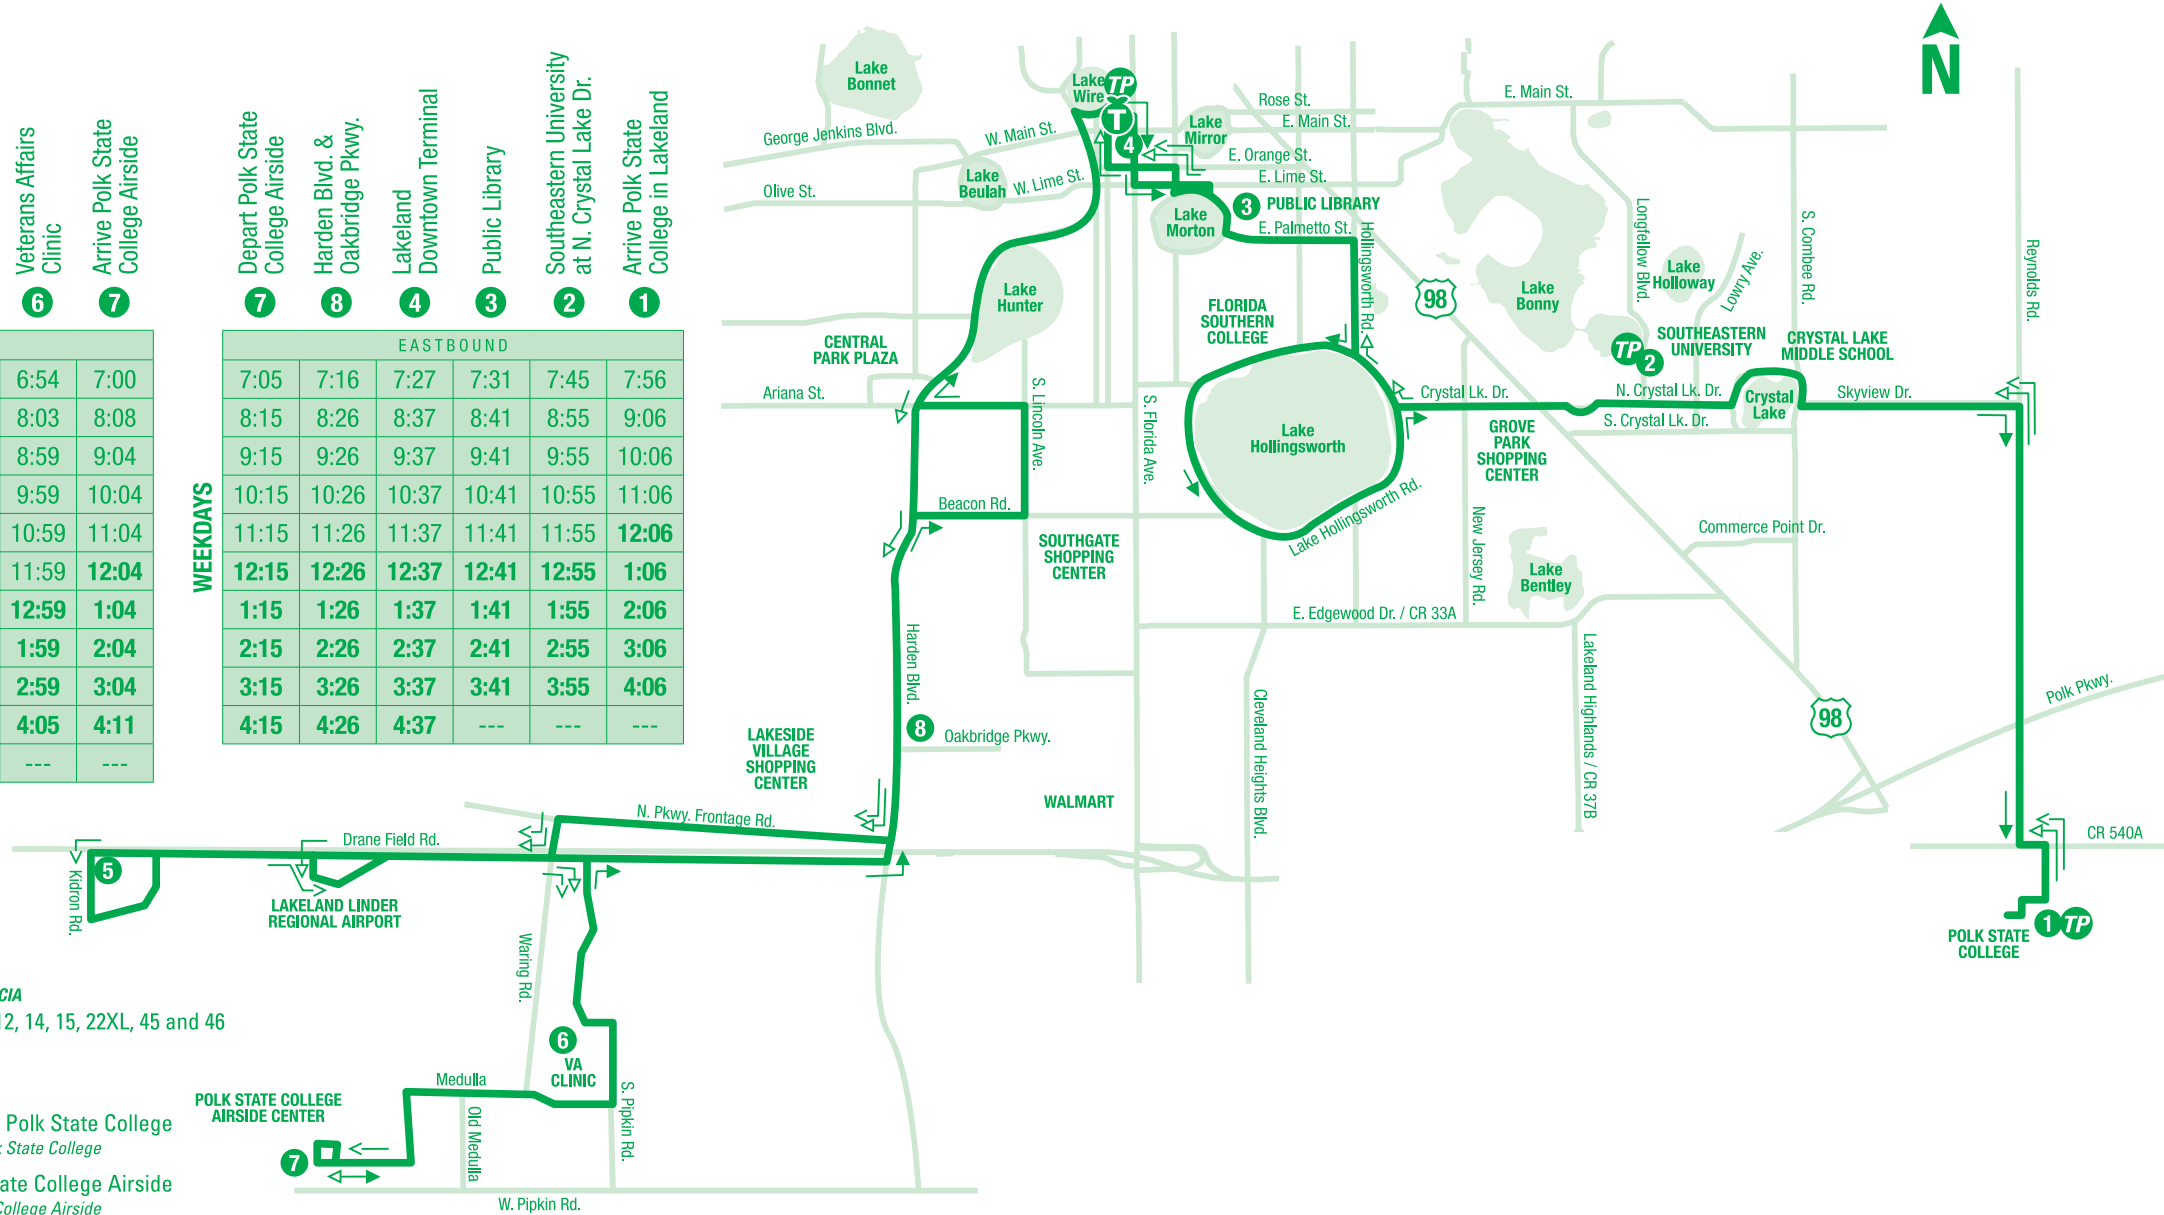 Veterans Affairs
Clinic
Arrive Polk State
College Airside
6
7
6:54 7:00
8:03 8:08
8:59 9:04
9:59 10:04
10:59 11:04
11:59 12:04
12:59 1:04
1:59 2:04
2:59 3:04
4:05 4:11
--- ---
WEEKDAYS
Depart Polk State
College Airside
Harden Blvd. &
Oakbridge Pkwy.
Lakeland
Downtown Terminal
Public Library
Southeastern University
at N. Crystal Lake Dr.
Arrive Polk State
College in Lakeland
7 8 4 3 2 1
EASTBOUND
7:05 7:16 7:27 7:31 7:45 7:56
8:15 8:26 8:37 8:41 8:55 9:06
9:15 9:26 9:37 9:41 9:55 10:06
10:15 10:26 10:37 10:41 10:55 11:06
11:15 11:26 11:37 11:41 11:55 12:06
12:15 12:26 12:37 12:41 12:55 1:06
1:15 1:26 1:37 1:41 1:55 2:06
2:15 2:26 2:37 2:41 2:55 3:06
3:15 3:26 3:37 3:41 3:55 4:06
4:15 4:26 4:37 --- --- ---
N
Lake
Bonnet
Lake
Wire
TP
T
4
Lake
Mirror
Rose St.
E. Main St.
E. Main St.
George Jenkins Blvd.
W. Main St.
E. Orange St.
Lake
Beulah
W. Lime St.
E. Lime St.
Olive St.
3
PUBLIC LIBRARY
Lake
Morton
E. Palmetto St.
Hollingsworth Rd.
Longfellow Blvd.
S. Combee Rd.
Reynolds Rd.
Lake
Hunter
98
Lake
Bonny
Lake
Holloway
Lowry Ave.
FLORIDA
SOUTHERN
COLLEGE
CENTRAL
PARK PLAZA
TP
2
SOUTHEASTERN
UNIVERSITY
CRYSTAL LAKE
MIDDLE SCHOOL
Ariana St.
S. Lincoln Ave.
S. Florida Ave.
Crystal Lk. Dr.
N. Crystal Lk. Dr.
Crystal
Lake
Skyview Dr.
S. Crystal Lk. Dr.
Lake
Hollingsworth
GROVE
PARK
SHOPPING
CENTER
Beacon Rd.
Lake Hollingsworth Rd.
New Jersey Rd.
Commerce Point Dr.
SOUTHGATE
SHOPPING
CENTER
Lake
Bentley
E. Edgewood Dr. / CR 33A
Harden Blvd.
Lakeland Highlands / CR 37B
Cleveland Heights Blvd.
Polk Pkwy.
98
LAKESIDE
VILLAGE
SHOPPING
CENTER
8
Oakbridge Pkwy.
WALMART
N. Pkwy. Frontage Rd.
Drane Field Rd.
CR 540A
5
Kidron Rd.
LAKELAND LINDER
REGIONAL AIRPORT
Waring Rd.
1
TP
POLK STATE
COLLEGE
CIA
12, 14, 15, 22XL, 45 and 46
6
VA
CLINIC
Medulla
S. Pipkin Rd.
POLK STATE COLLEGE
AIRSIDE CENTER
Old Medulla
7
W. Pipkin Rd.
Polk State College
State College
ate College Airside
College Airside